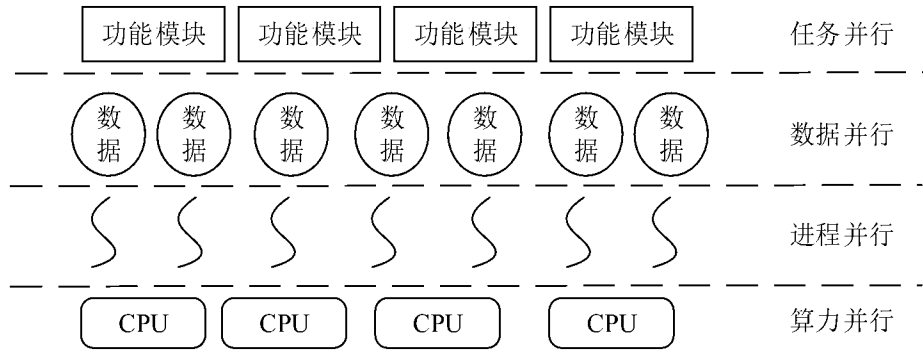 功能模块 功能模块 功能模块 功能模块 任务并行
数据 数据 数据 数据 数据 数据 数据 数据并行
进程并行
CPU CPU CPU CPU 算力并行